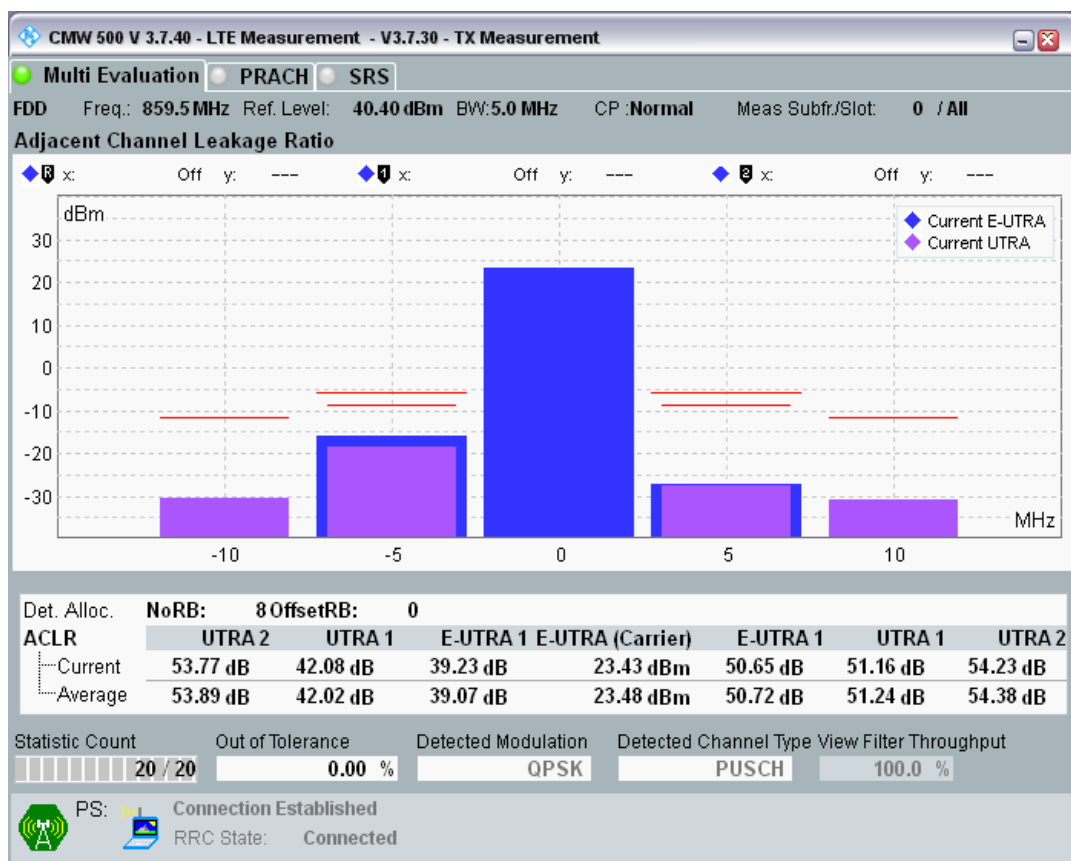 CMW 500 V 3.7.40 - LTE Measurement - V3.7.30 - TX Measurement
Multi Evaluation PRACH SRS
FDD Freq.: 859.5 MHz Ref. Level: 40.40 dBm BW:5.0 MHz CP :Normal Meas Subfr./Slot: 0 / All
Adjacent Channel Leakage Ratio
R x: Off y: --- 1 x: Off y: --- 2 x: Off y: ---
dBm
Current E-UTRA
Current UTRA
30
20
10
0
-10
-20
-30
MHz
-10 -5 0 5 10
Det. Alloc. NoRB: 8 OffsetRB: 0
ACLR UTRA 2 UTRA 1 E-UTRA 1 E-UTRA (Carrier) E-UTRA 1 UTRA 1 UTRA 2
Current 53.77 dB 42.08 dB 39.23 dB 23.43 dBm 50.65 dB 51.16 dB 54.23 dB
Average 53.89 dB 42.02 dB 39.07 dB 23.48 dBm 50.72 dB 51.24 dB 54.38 dB
Statistic Count Out of Tolerance Detected Modulation Detected Channel Type View Filter Throughput
20 / 20 0.00 % QPSK PUSCH 100.0 %
PS: Connection Established
RRC State: Connected